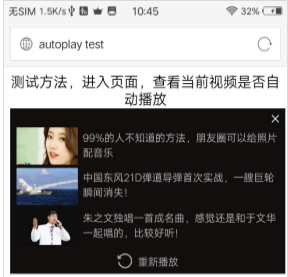 无SIM 1.5K/s 10:45 32%
autoplay test
测试方法，进入页面，查看当前视频是否自
动播放
99%的人不知道的方法，朋友圈可以给照片
配音乐
中国东风21D弹道导弹首次实战，一艘巨轮
瞬间消失！
朱之文独唱一首成名曲，感觉还是和于文华
一起唱的，比较好听！
重新播放